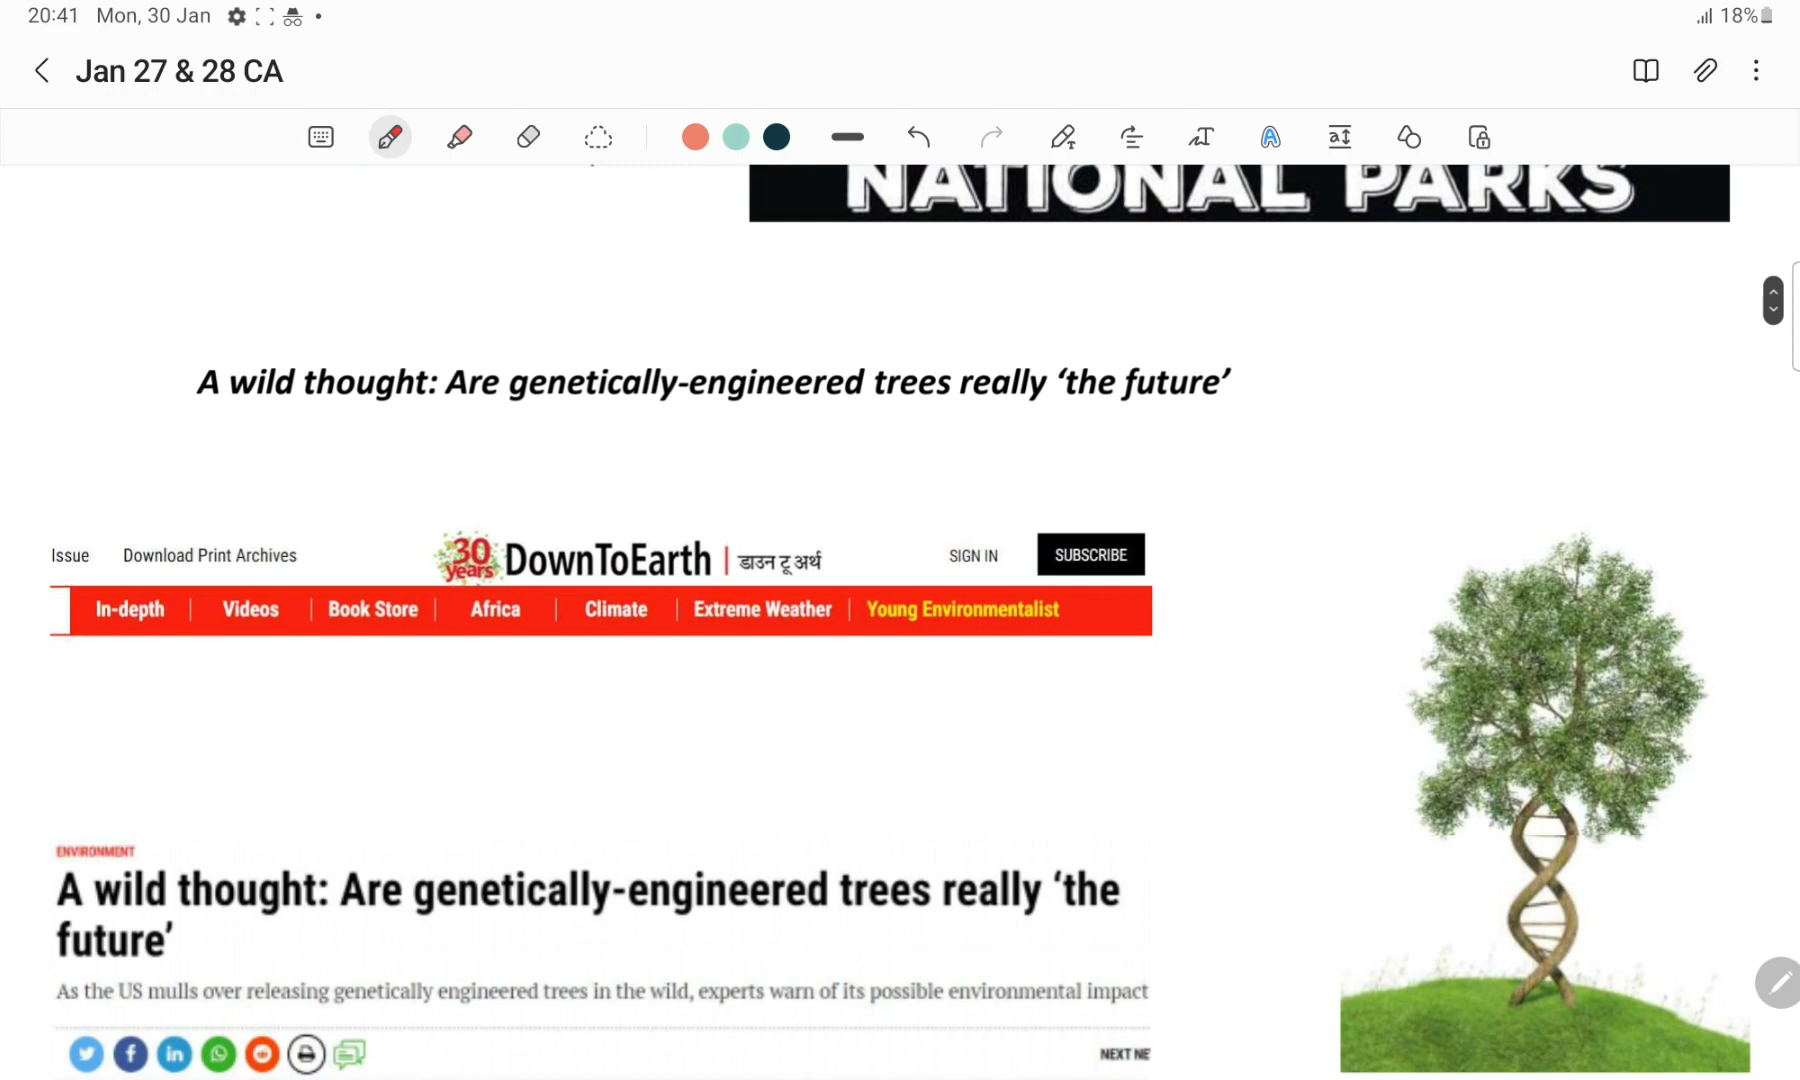 20:41 Mon, 30 Jan
18%
Jan 27 & 28 CA
NATIONAL PARKS
A wild thought: Are genetically-engineered trees really ‘the future’
Issue Download Print Archives
30 years DownToEarth | डाउन टू अर्थ
SIGN IN SUBSCRIBE
In-depth | Videos | Book Store | Africa | Climate | Extreme Weather | Young Environmentalist
ENVIRONMENT
A wild thought: Are genetically-engineered trees really ‘the
future’
As the US mulls over releasing genetically engineered trees in the wild, experts warn of its possible environmental impact
NEXT NE